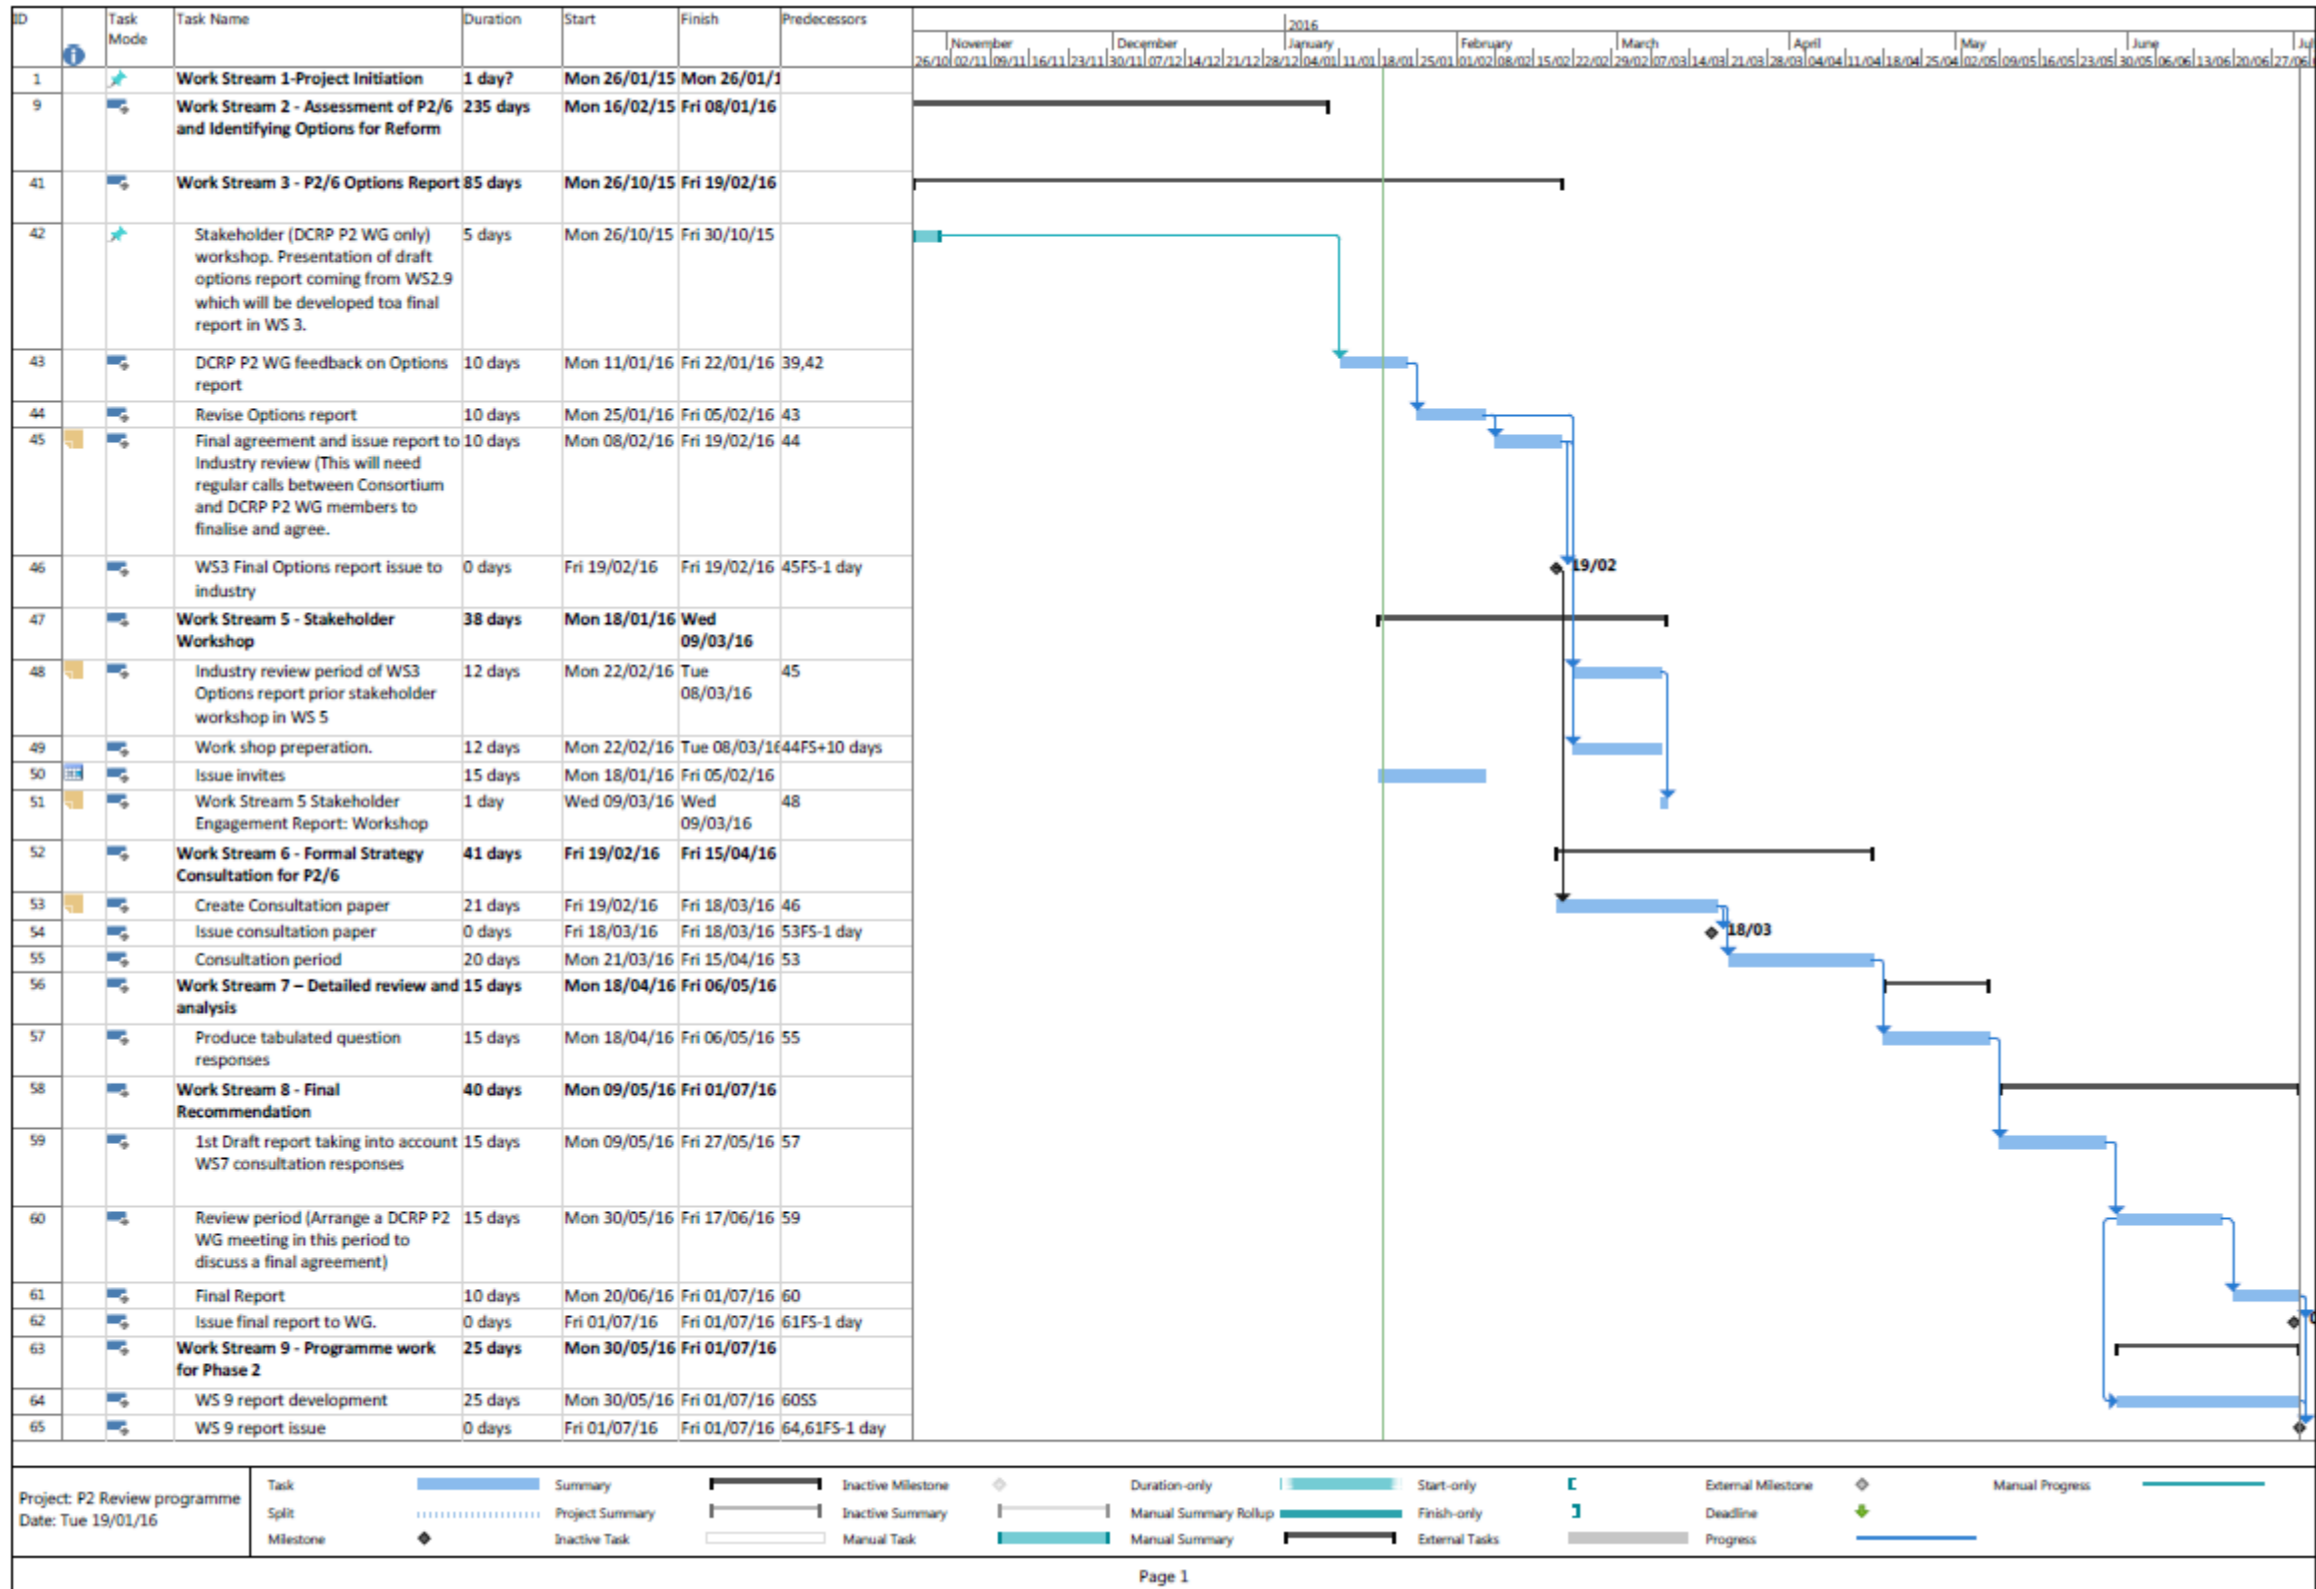 ID Task Mode Task Name Duration Start Finish Predecessors
2016
November December January February March April May June Jul
26/10 02/11 09/11 16/11 23/11 30/11 07/12 14/12 21/12 28/12 04/01 11/01 18/01 25/01 01/02 08/02 15/02 22/02 29/02 07/03 14/03 21/03 28/03 04/04 11/04 18/04 25/04 02/05 09/05 16/05 23/05 30/05 06/06 13/06 20/06 27/06
1 Work Stream 1-Project Initiation 1 day? Mon 26/01/15 Mon 26/01/1
9 Work Stream 2 - Assessment of P2/6 235 days Mon 16/02/15 Fri 08/01/16
and Identifying Options for Reform
41 Work Stream 3 - P2/6 Options Report 85 days Mon 26/10/15 Fri 19/02/16
42 Stakeholder (DCRP P2 WG only) 5 days Mon 26/10/15 Fri 30/10/15
workshop. Presentation of draft
options report coming from WS2.9
which will be developed toa final
report in WS 3.
43 DCRP P2 WG feedback on Options 10 days Mon 11/01/16 Fri 22/01/16 39,42
report
44 Revise Options report 10 days Mon 25/01/16 Fri 05/02/16 43
45 Final agreement and issue report to 10 days Mon 08/02/16 Fri 19/02/16 44
Industry review (This will need
regular calls between Consortium
and DCRP P2 WG members to
finalise and agree.
46 WS3 Final Options report issue to 0 days Fri 19/02/16 Fri 19/02/16 45FS-1 day 19/02
industry
47 Work Stream 5 - Stakeholder 38 days Mon 18/01/16 Wed
Workshop 09/03/16
48 Industry review period of WS3 12 days Mon 22/02/16 Tue 45
Options report prior stakeholder 08/03/16
workshop in WS 5
49 Work shop preperation. 12 days Mon 22/02/16 Tue 08/03/16 44FS+10 days
50 Issue invites 15 days Mon 18/01/16 Fri 05/02/16
51 Work Stream 5 Stakeholder 1 day Wed 09/03/16 Wed 48
Engagement Report: Workshop 09/03/16
52 Work Stream 6 - Formal Strategy 41 days Fri 19/02/16 Fri 15/04/16
Consultation for P2/6
53 Create Consultation paper 21 days Fri 19/02/16 Fri 18/03/16 46
54 Issue consultation paper 0 days Fri 18/03/16 Fri 18/03/16 53FS-1 day 18/03
55 Consultation period 20 days Mon 21/03/16 Fri 15/04/16 53
56 Work Stream 7 – Detailed review and 15 days Mon 18/04/16 Fri 06/05/16
analysis
57 Produce tabulated question 15 days Mon 18/04/16 Fri 06/05/16 55
responses
58 Work Stream 8 - Final 40 days Mon 09/05/16 Fri 01/07/16
Recommendation
59 1st Draft report taking into account 15 days Mon 09/05/16 Fri 27/05/16 57
WS7 consultation responses
60 Review period (Arrange a DCRP P2 15 days Mon 30/05/16 Fri 17/06/16 59
WG meeting in this period to
discuss a final agreement)
61 Final Report 10 days Mon 20/06/16 Fri 01/07/16 60
62 Issue final report to WG. 0 days Fri 01/07/16 Fri 01/07/16 61FS-1 day
63 Work Stream 9 - Programme work 25 days Mon 30/05/16 Fri 01/07/16
for Phase 2
64 WS 9 report development 25 days Mon 30/05/16 Fri 01/07/16 60SS
65 WS 9 report issue 0 days Fri 01/07/16 Fri 01/07/16 64,61FS-1 day
Project: P2 Review programme
Date: Tue 19/01/16
Task Summary Inactive Milestone Duration-only Start-only External Milestone Manual Progress
Split Project Summary Inactive Summary Manual Summary Rollup Finish-only Deadline
Milestone Inactive Task Manual Task Manual Summary External Tasks Progress
Page 1